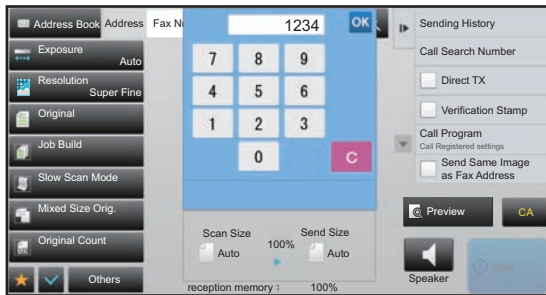 Address Book
Address
Fax Nu
1234
OK
Sending History
Call Search Number
Direct TX
Verification Stamp
Call Program
Call Registered settings
Send Same Image
as Fax Address
Exposure
Auto
Resolution
Super Fine
Original
Job Build
Slow Scan Mode
Mixed Size Orig.
Original Count
Others
7 8 9
4 5 6
1 2 3
0 C
Scan Size
Auto
100%
Send Size
Auto
reception memory : 100%
Preview
CA
Speaker
Start